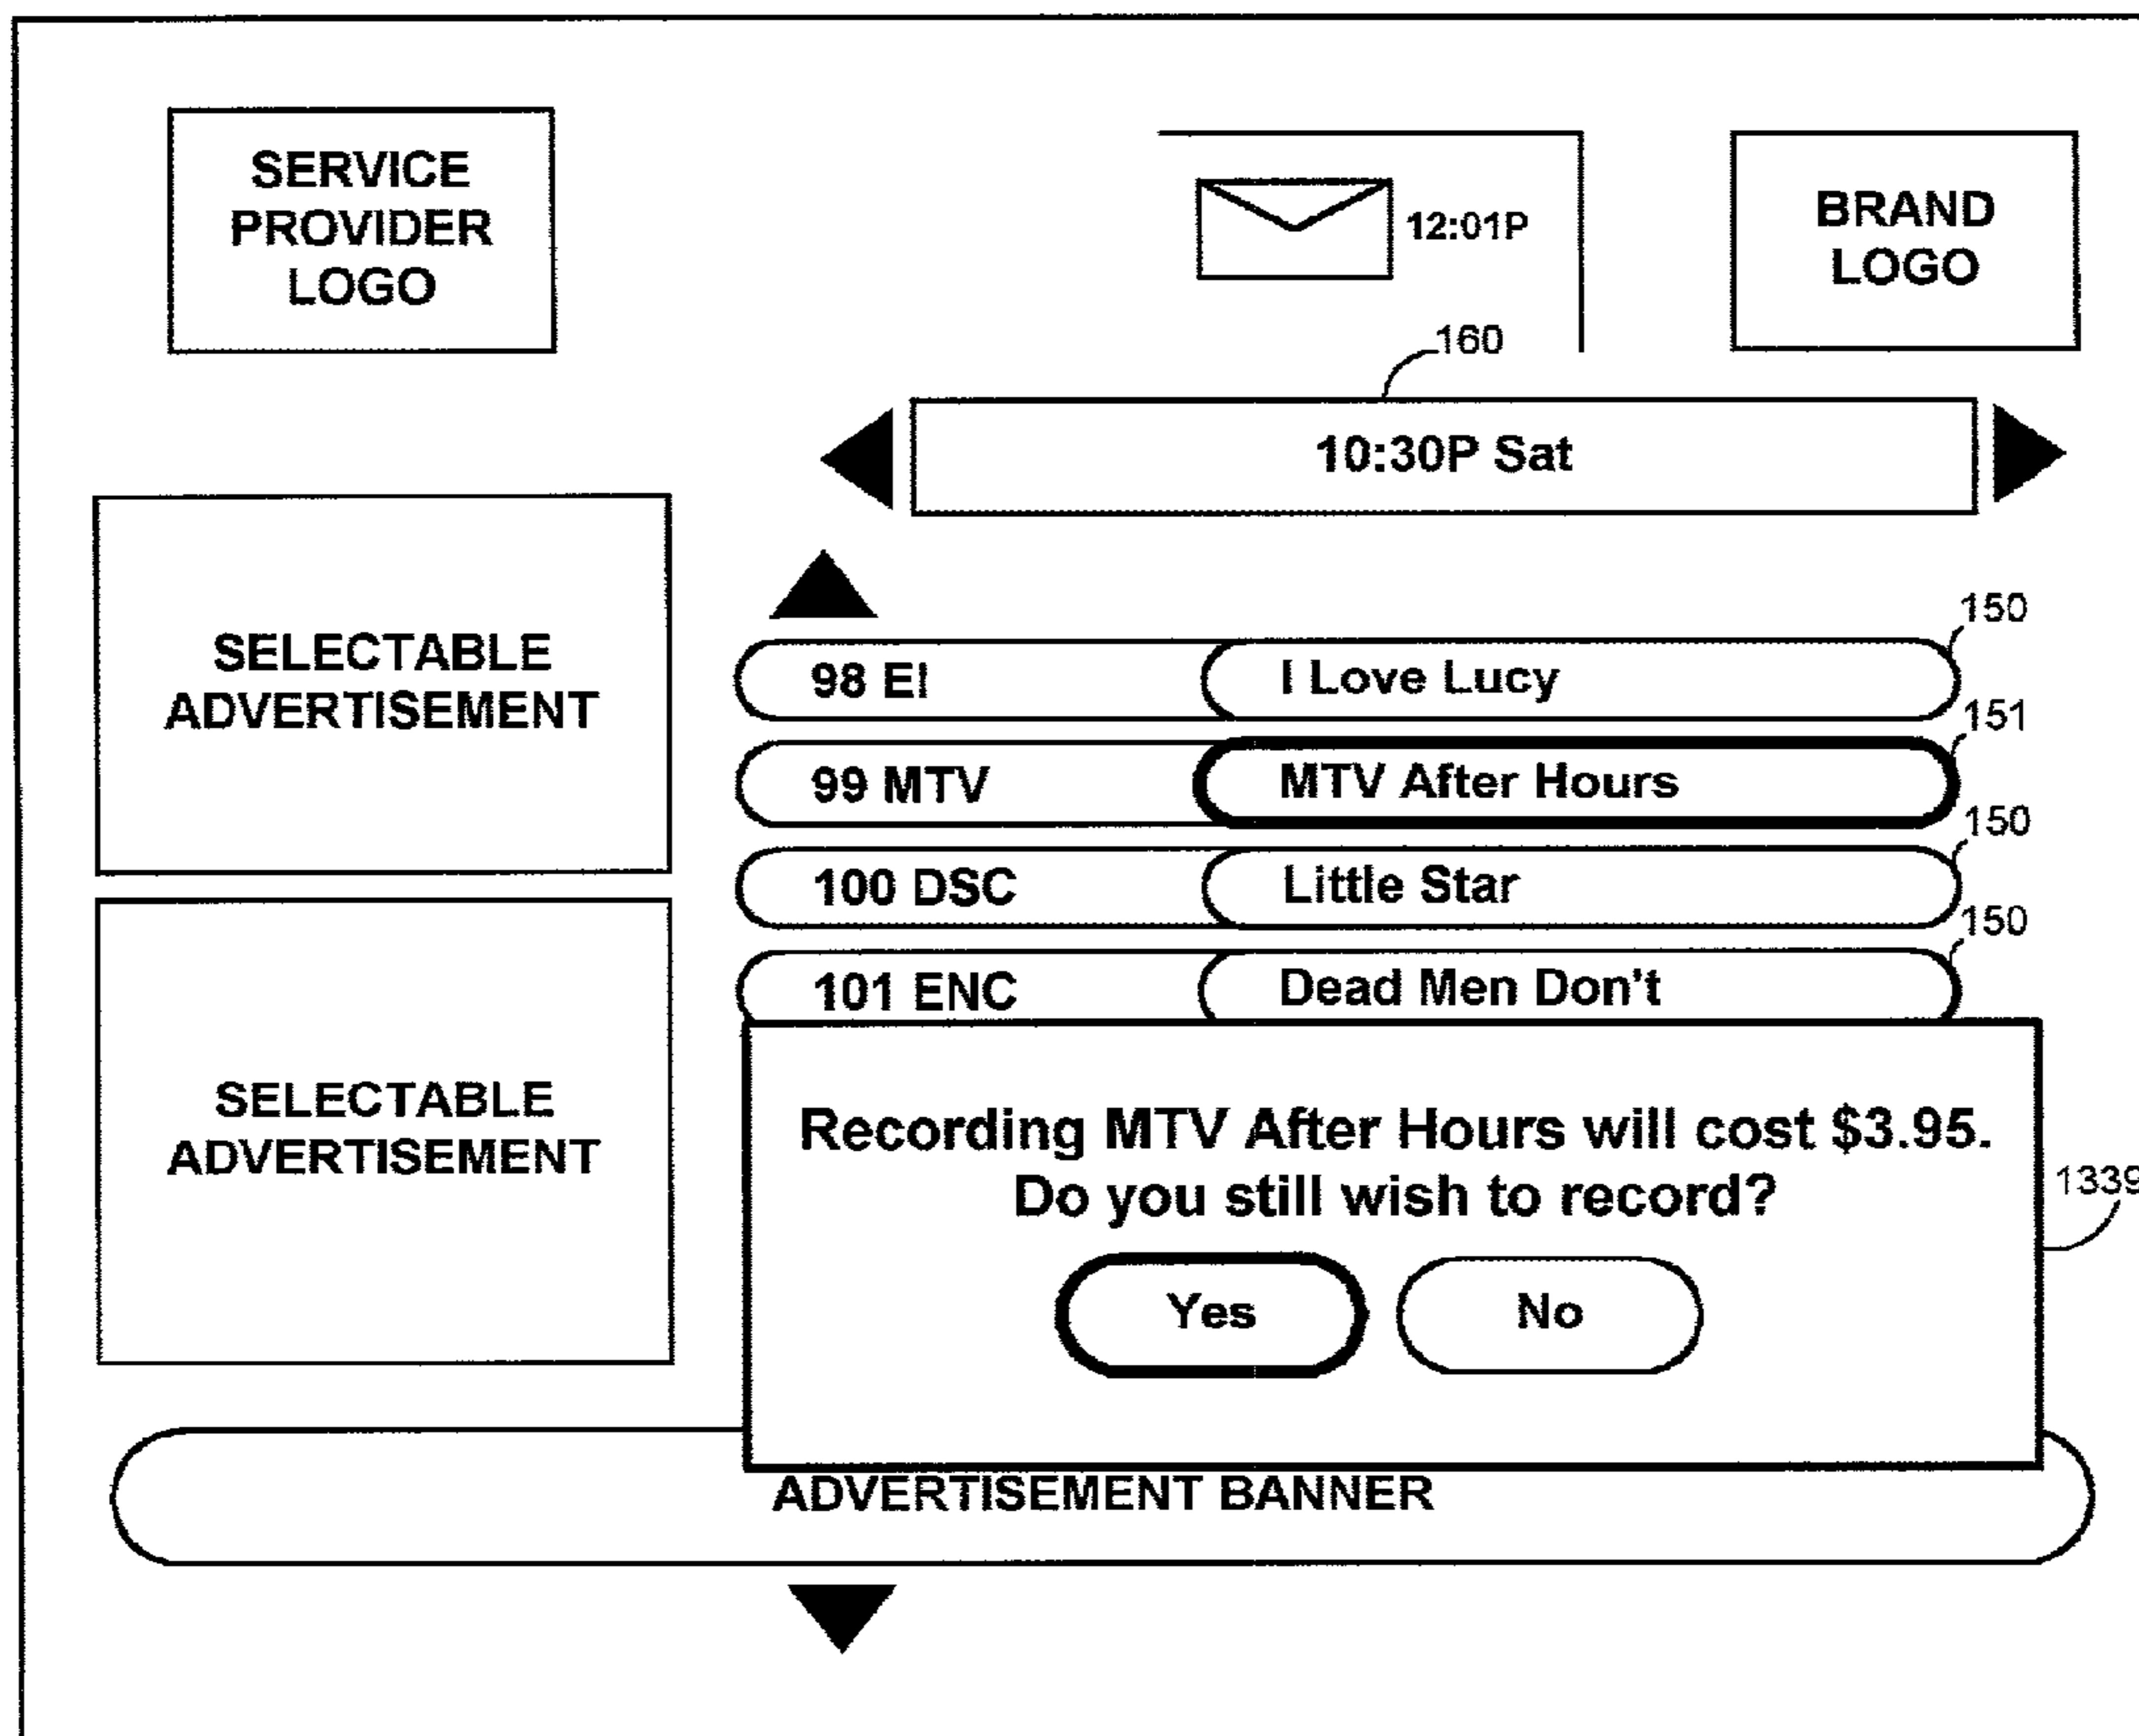 SERVICE
PROVIDER
LOGO
12:01P
BRAND
LOGO
160
10:30P Sat
SELECTABLE
ADVERTISEMENT
150
98 EI I Love Lucy
151
99 MTV MTV After Hours
150
100 DSC Little Star
150
101 ENC Dead Men Don't
SELECTABLE
ADVERTISEMENT
Recording MTV After Hours will cost $3.95.
Do you still wish to record?
1339
Yes No
ADVERTISEMENT BANNER